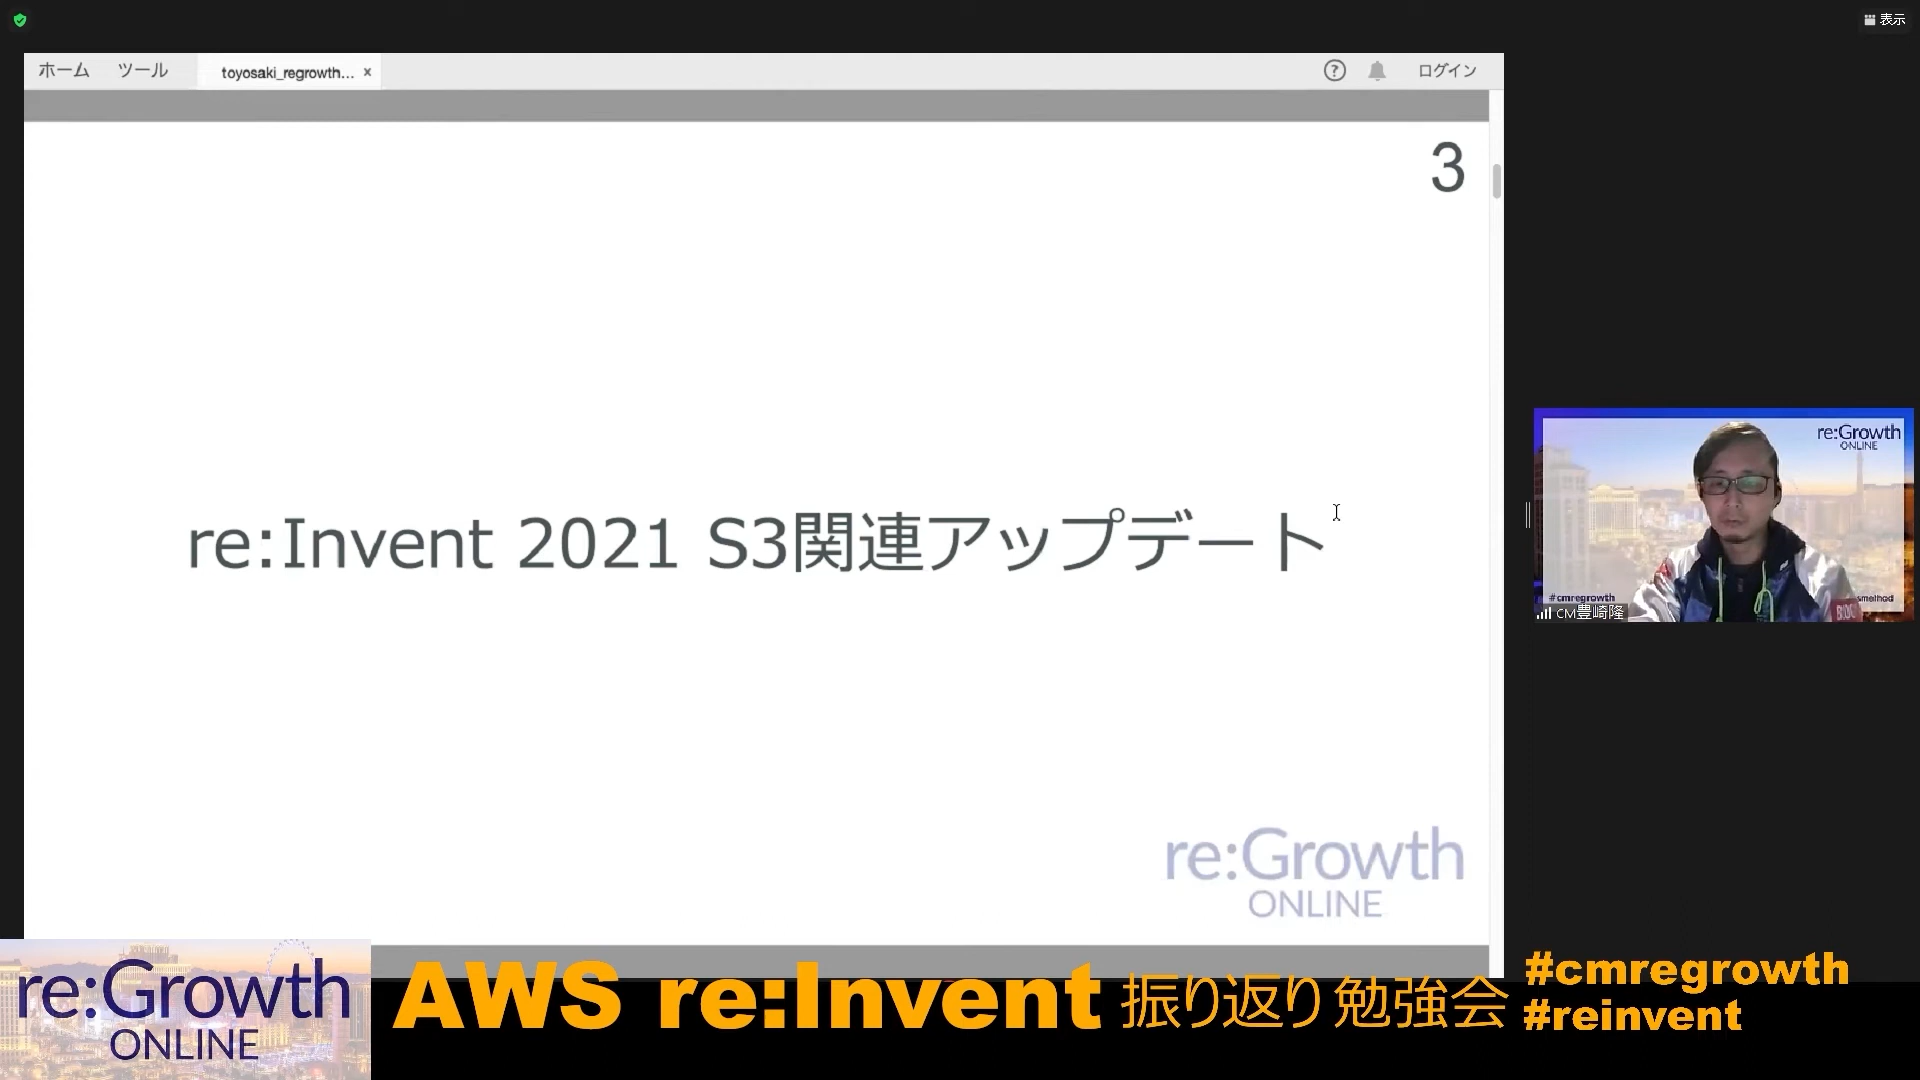 表示
ホーム ツール toyosaki_regrowth... x ? ログイン
3
re:Invent 2021 S3関連アップデート
re:Growth
ONLINE
re:Growth
ONLINE
#cmregrowth
CM豊崎隆
re:Growth
ONLINE
AWS re:Invent 振り返り勉強会
#cmregrowth
#reinvent